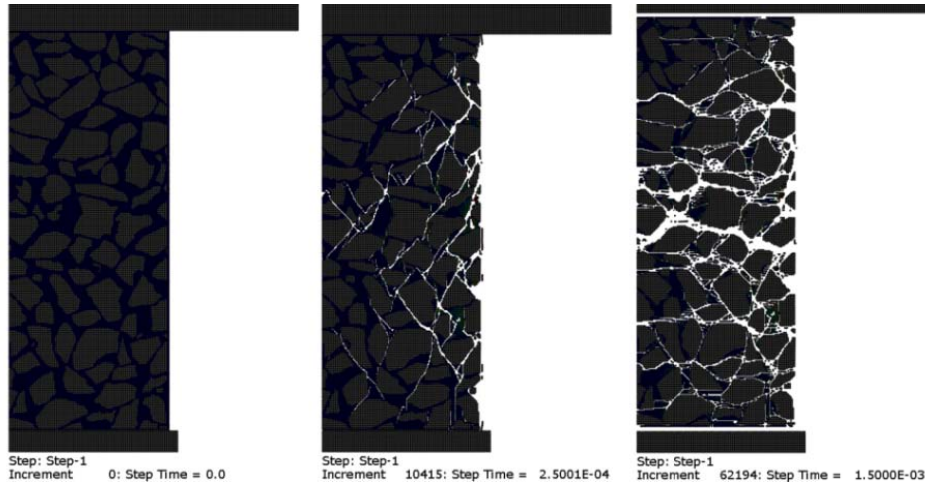 Step: Step-1
Increment 0: Step Time = 0.0
Step: Step-1
Increment 10415: Step Time = 2.5001E-04
Step: Step-1
Increment 62194: Step Time = 1.5000E-03